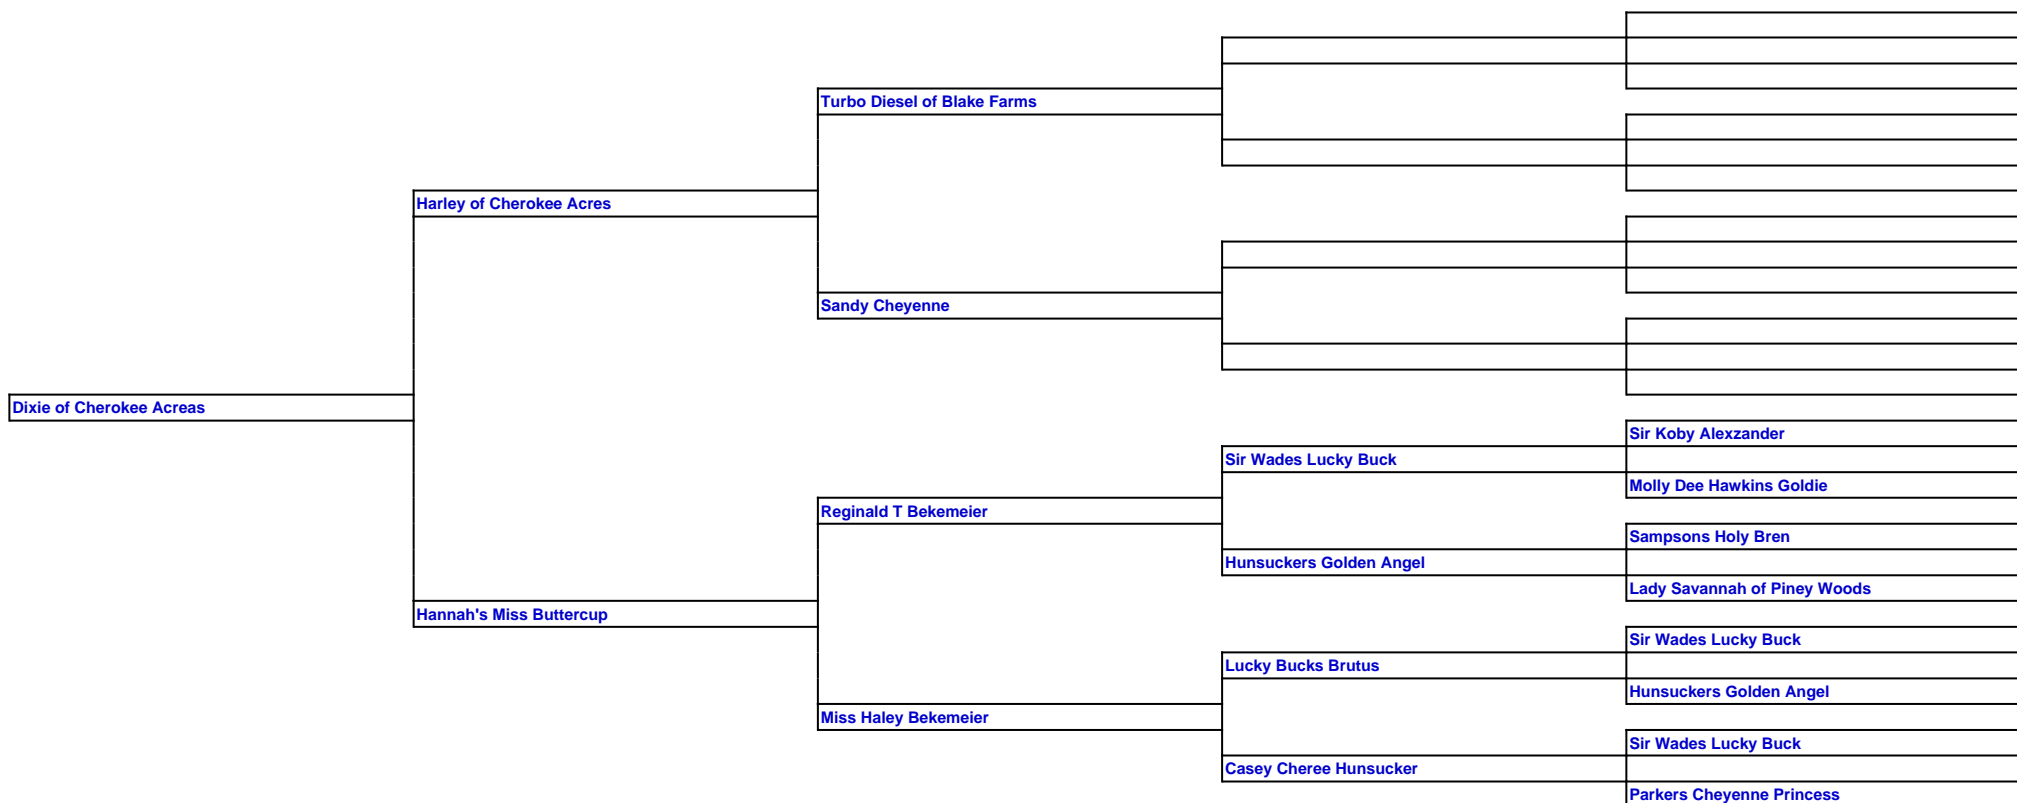 Turbo Diesel of Blake Farms
Harley of Cherokee Acres
Sandy Cheyenne
Dixie of Cherokee Acreas
Sir Koby Alexzander
Sir Wades Lucky Buck
Molly Dee Hawkins Goldie
Reginald T Bekemeier
Sampsons Holy Bren
Hunsuckers Golden Angel
Lady Savannah of Piney Woods
Hannah's Miss Buttercup
Sir Wades Lucky Buck
Lucky Bucks Brutus
Hunsuckers Golden Angel
Miss Haley Bekemeier
Sir Wades Lucky Buck
Casey Cheree Hunsucker
Parkers Cheyenne Princess